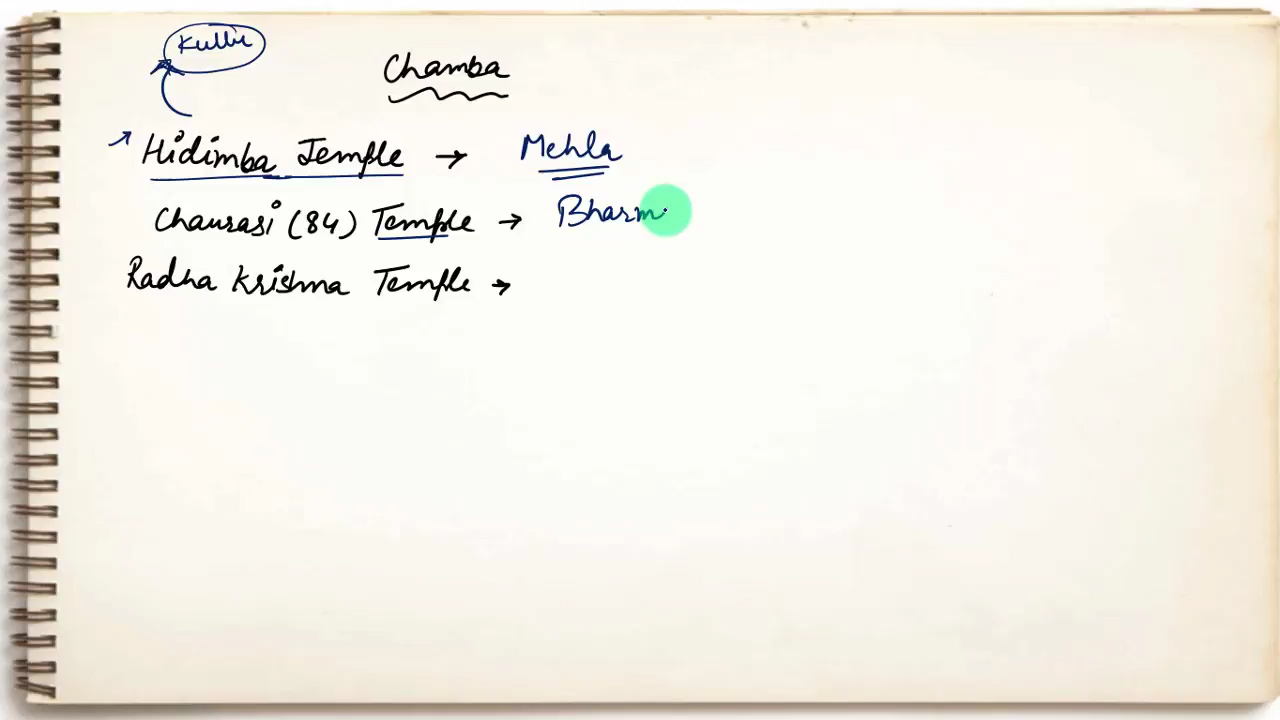 Kullu
Chamba
Hidimba Temple → Mehla
Chaurasi (84) Temple → Bharm
Radha Krishna Temple →